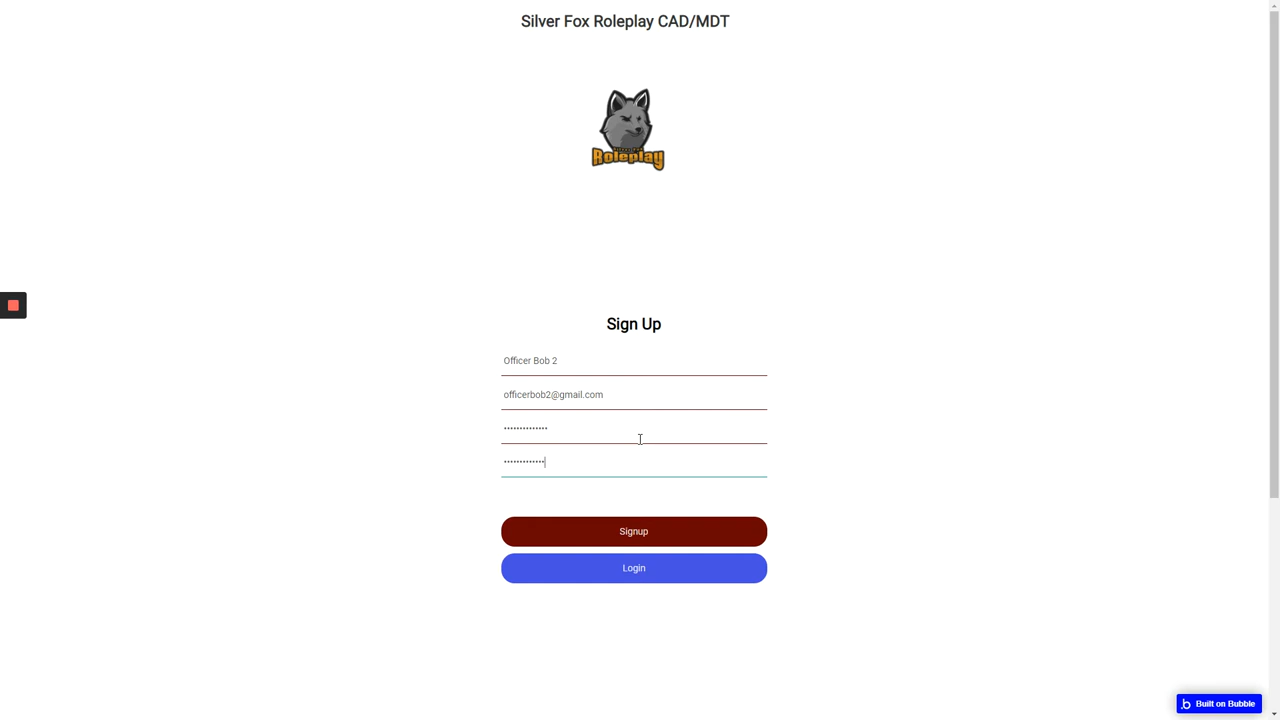 Silver Fox Roleplay CAD/MDT
Roleplay
Sign Up
Officer Bob 2
officerbob2@gmail.com
••••••••••••••
•••••••••••••
Signup
Login
Built on Bubble